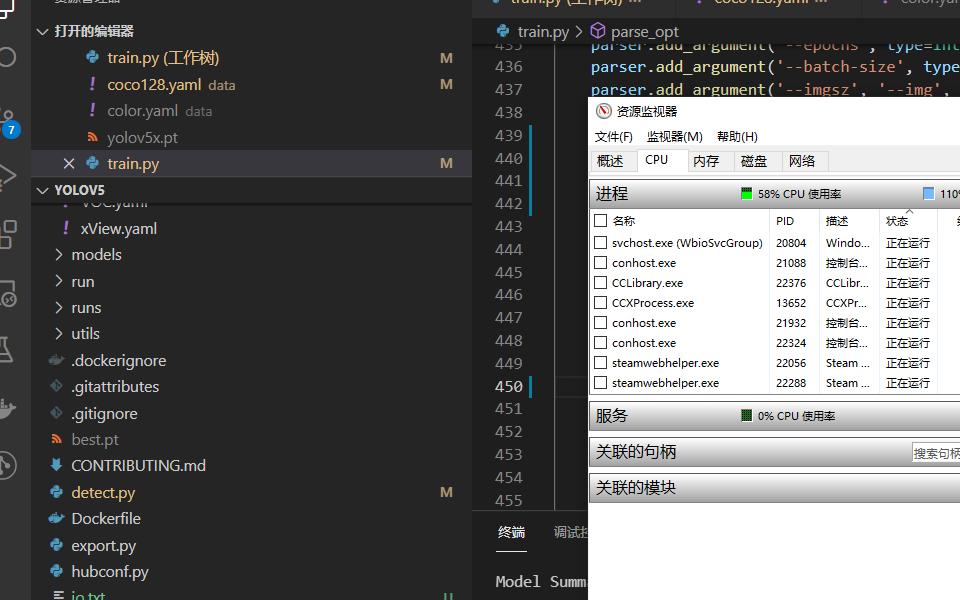 打开的编辑器
train.py (工作树) M
coco128.yaml data M
color.yaml data
yolov5x.pt
train.py M
YOLOV5
VOC.yaml
xView.yaml
models
run
runs
utils
.dockerignore
.gitattributes
.gitignore
best.pt
CONTRIBUTING.md
detect.py M
Dockerfile
export.py
hubconf.py
io.txt U
7
train.py > parse_opt
435 parser.add_argument('--epochs', type=int
436 parser.add_argument('--batch-size', type
437 parser.add_argument('--imgsz', '--img',
438
439
440
441
442
443
444
445
446
447
448
449
450
451
452
453
454
455
终端 调试控
Model Summ
资源监视器
文件(F) 监视器(M) 帮助(H)
概述 CPU 内存 磁盘 网络
进程 58% CPU 使用率 110%
名称 PID 描述 状态
svchost.exe (WbioSvcGroup) 20804 Windo... 正在运行
conhost.exe 21088 控制台... 正在运行
CCLibrary.exe 22376 CCLibr... 正在运行
CCXProcess.exe 13652 CCXPr... 正在运行
conhost.exe 21932 控制台... 正在运行
conhost.exe 22324 控制台... 正在运行
steamwebhelper.exe 22056 Steam ... 正在运行
steamwebhelper.exe 22288 Steam ... 正在运行
服务 0% CPU 使用率
关联的句柄 搜索句柄
关联的模块